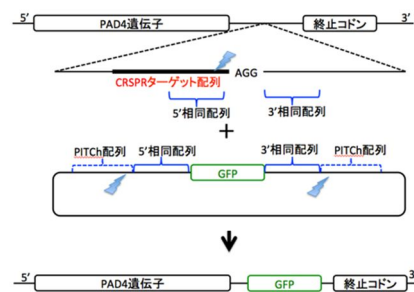 5′ PAD4遺伝子 終止コドン 3′
AGG
CRSPRターゲット配列
5′相同配列 3′相同配列
+
PITCh配列 5′相同配列 3′相同配列 PITCh配列
GFP
5′ PAD4遺伝子 GFP 終止コドン 3